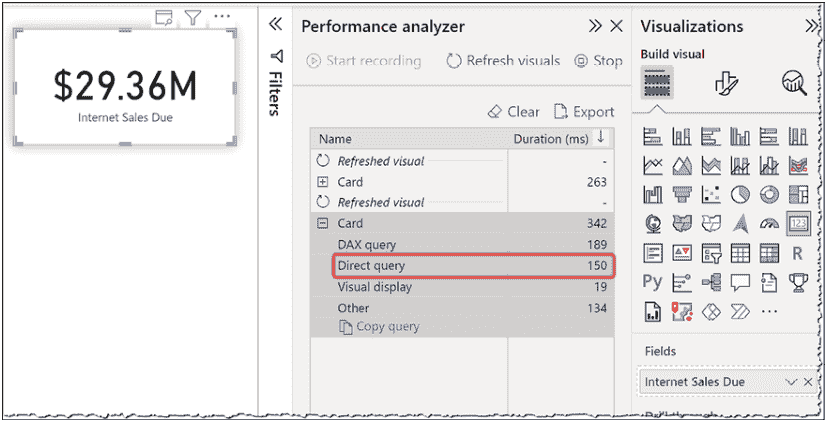 $29.36M
Internet Sales Due
Filters
Performance analyzer
Start recording
Refresh visuals
Stop
Clear
Export
Name Duration (ms)
Refreshed visual -
Card 263
Refreshed visual -
Card 342
DAX query 189
Direct query 150
Visual display 19
Other 134
Copy query
Visualizations
Build visual
123
R
Py
Fields
Internet Sales Due